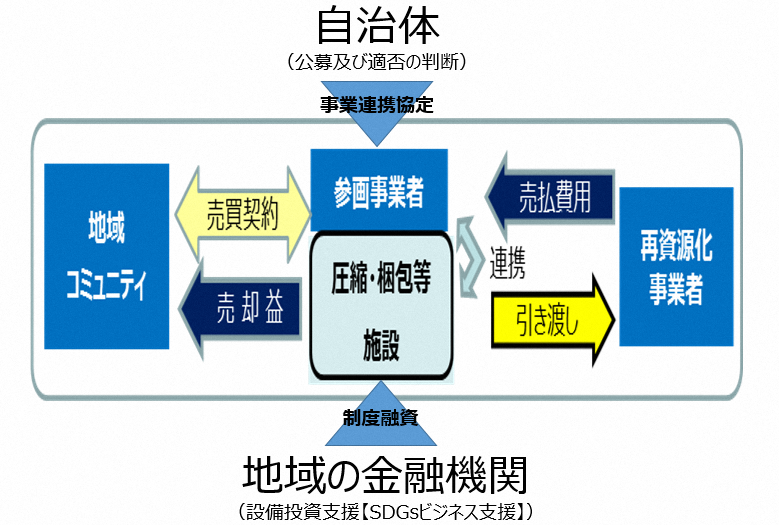 自治体
（公募及び適否の判断）
事業連携協定
地域
コミュニティ
売買契約
売却益
参画事業者
圧縮・梱包等
施設
売払費用
連携
引き渡し
再資源化
事業者
制度融資
地域の金融機関
（設備投資支援【SDGsビジネス支援】）